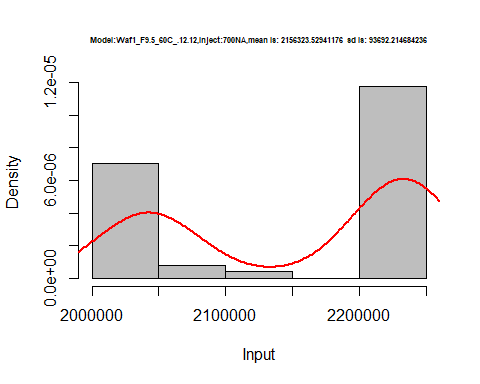 Model:Waf1_F9.5_60C_.12.12,inject:700NA,mean is: 2156323.52941176 sd is: 93692.214684236
Density
1.2e-05
6.0e-06
0.0e+00
2000000 2100000 2200000
Input